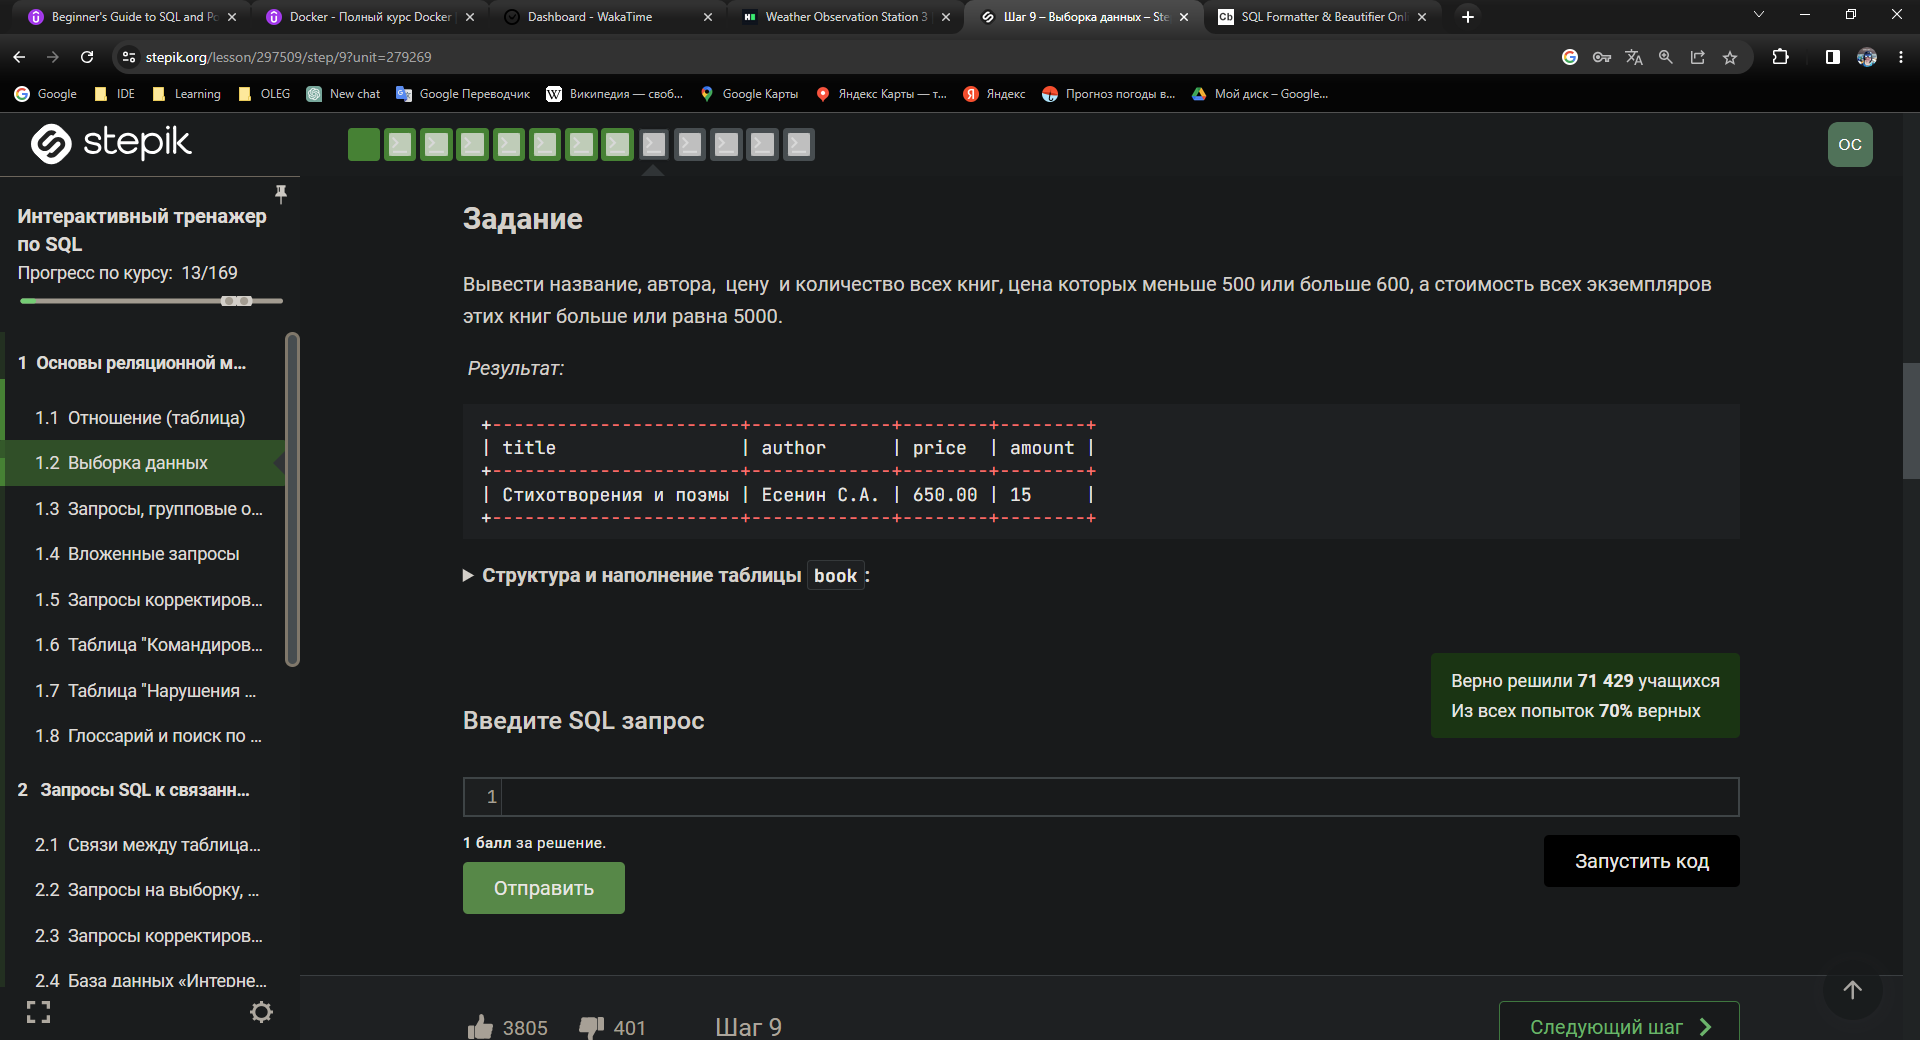 Beginner's Guide to SQL and Po
Docker - Полный курс Docker
Dashboard - WakaTime
Weather Observation Station 3
Шаг 9 – Выборка данных – Ste
SQL Formatter & Beautifier Onli
stepik.org/lesson/297509/step/9?unit=279269
Google
IDE
Learning
OLEG
New chat
Google Переводчик
Википедия — своб...
Google Карты
Яндекс Карты — т...
Яндекс
Прогноз погоды в...
Мой диск – Google...
stepik
OC
Интерактивный тренажер
по SQL
Прогресс по курсу: 13/169
1 Основы реляционной м...
1.1 Отношение (таблица)
1.2 Выборка данных
1.3 Запросы, групповые о...
1.4 Вложенные запросы
1.5 Запросы корректиров...
1.6 Таблица "Командиров...
1.7 Таблица "Нарушения ...
1.8 Глоссарий и поиск по ...
2 Запросы SQL к связанн...
2.1 Связи между таблица...
2.2 Запросы на выборку, ...
2.3 Запросы корректиров...
2.4 База данных «Интерне...
Задание
Вывести название, автора, цену и количество всех книг, цена которых меньше 500 или больше 600, а стоимость всех экземпляров
этих книг больше или равна 5000.
Результат:
+-----------------------+-------------+--------+--------+
| title                 | author      | price  | amount |
+-----------------------+-------------+--------+--------+
| Стихотворения и поэмы | Есенин С.А. | 650.00 | 15     |
+-----------------------+-------------+--------+--------+
Структура и наполнение таблицы book :
Верно решили 71 429 учащихся
Из всех попыток 70% верных
Введите SQL запрос
1
1 балл за решение.
Запустить код
Отправить
3805
401
Шаг 9
Следующий шаг